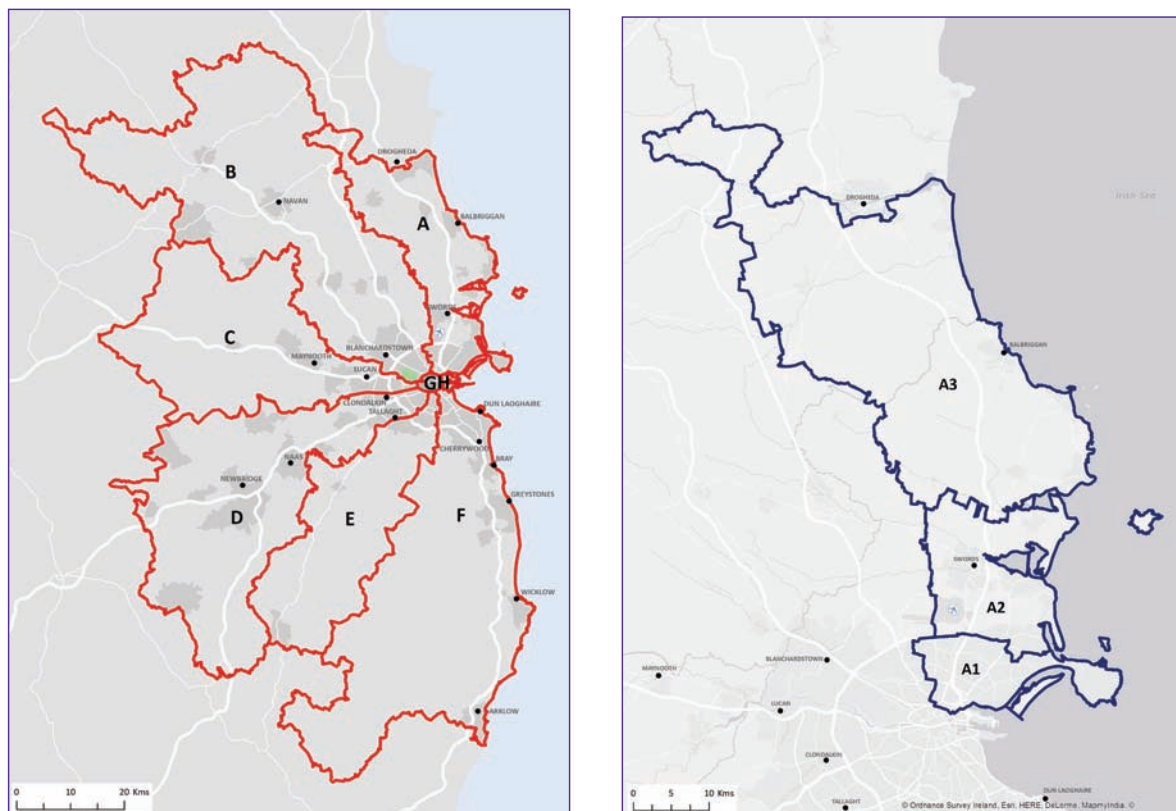 DROGHEDA
B
NAVAN
A
BALBRIGGAN
SWORDS
C
BLANCHARDSTOWN
MAYNOOTH
LUCAN
GH
CLONDALKIN
TALLAGHT
DUN LAOGHAIRE
CHERRYWOOD
BRAY
NAAS
NEWBRIDGE
GREYSTONES
D
E
F
WICKLOW
ARKLOW
0 10 20 Kms
Irish Sea
DROGHEDA
BALBRIGGAN
A3
SWORDS
A2
BLANCHARDSTOWN
A1
MAYNOOTH
LUCAN
CLONDALKIN
DUN LAOGHAIRE
TALLAGHT
0 5 10 Kms
© Ordnance Survey Ireland, Esri, HERE, DeLorme, MapmyIndia, ©